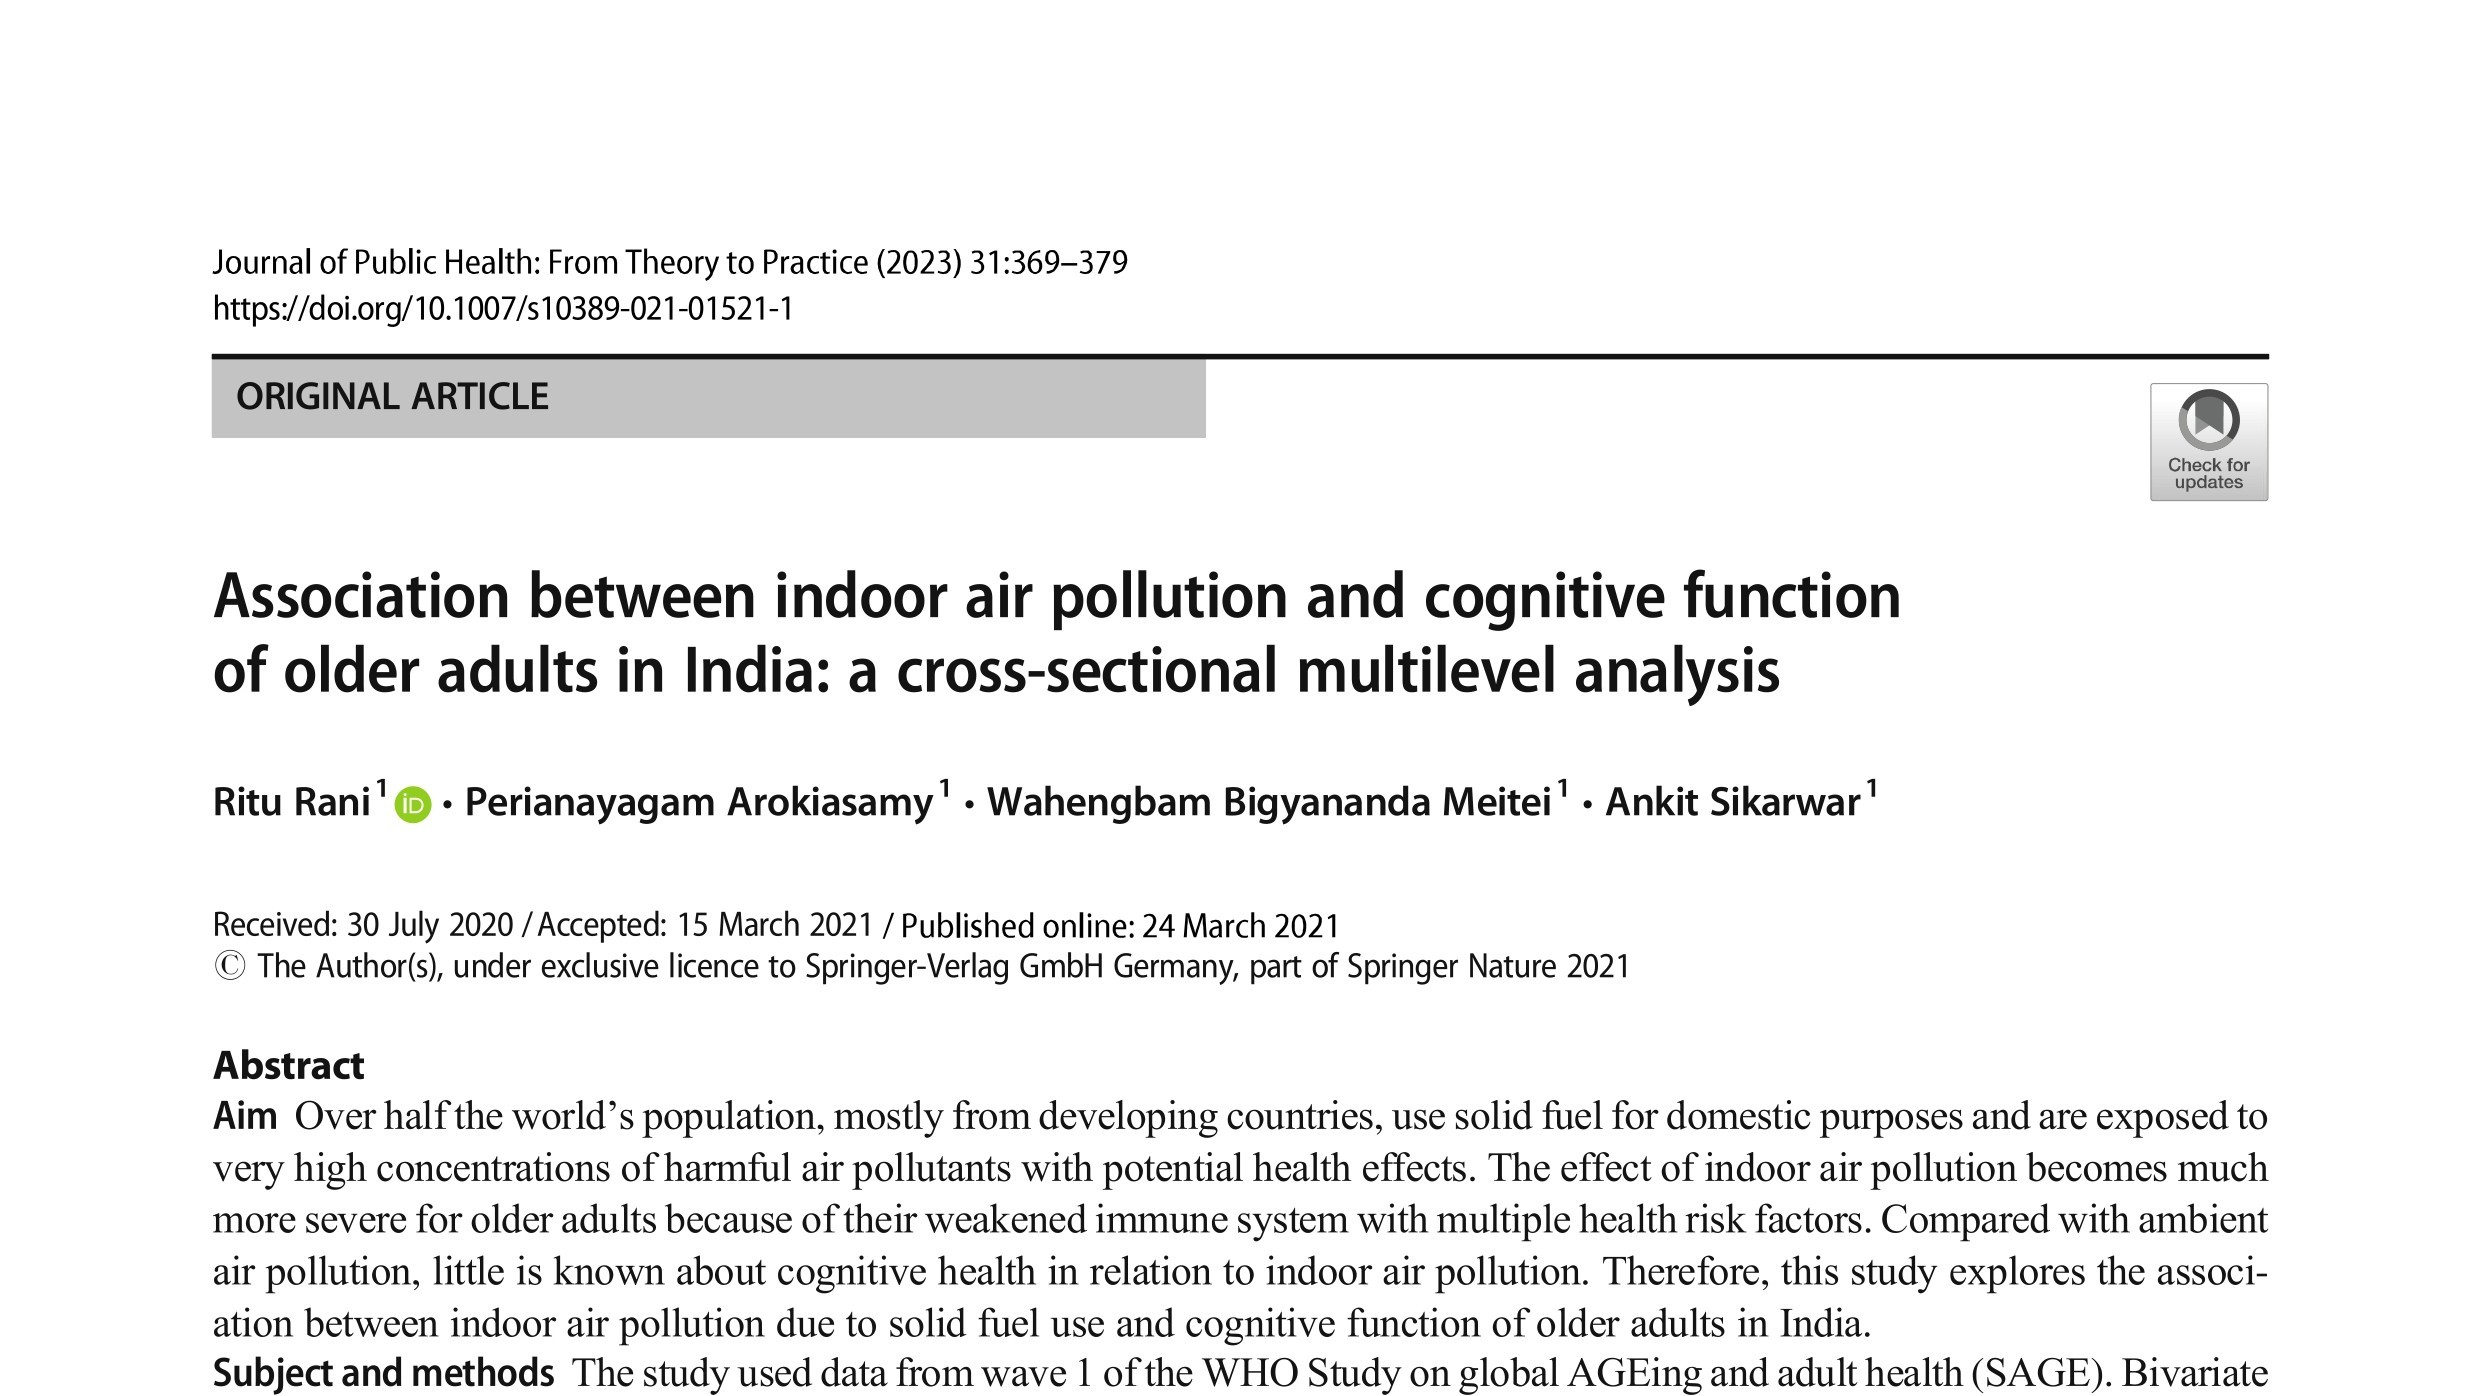 Journal of Public Health: From Theory to Practice (2023) 31:369–379
https://doi.org/10.1007/s10389-021-01521-1
ORIGINAL ARTICLE
Check for
updates
Association between indoor air pollution and cognitive function
of older adults in India: a cross-sectional multilevel analysis
Ritu Rani1 iD · Perianayagam Arokiasamy1 · Wahengbam Bigyananda Meitei1 · Ankit Sikarwar1
Received: 30 July 2020 / Accepted: 15 March 2021 / Published online: 24 March 2021
© The Author(s), under exclusive licence to Springer-Verlag GmbH Germany, part of Springer Nature 2021
Abstract
Aim Over half the world’s population, mostly from developing countries, use solid fuel for domestic purposes and are exposed to
very high concentrations of harmful air pollutants with potential health effects. The effect of indoor air pollution becomes much
more severe for older adults because of their weakened immune system with multiple health risk factors. Compared with ambient
air pollution, little is known about cognitive health in relation to indoor air pollution. Therefore, this study explores the associ-
ation between indoor air pollution due to solid fuel use and cognitive function of older adults in India.
Subject and methods The study used data from wave 1 of the WHO Study on global AGEing and adult health (SAGE). Bivariate